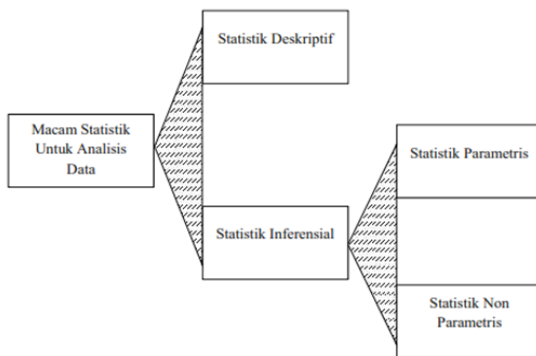 Statistik Deskriptif
Macam Statistik
Untuk Analisis
Data
Statistik Parametris
Statistik Inferensial
Statistik Non
Parametris